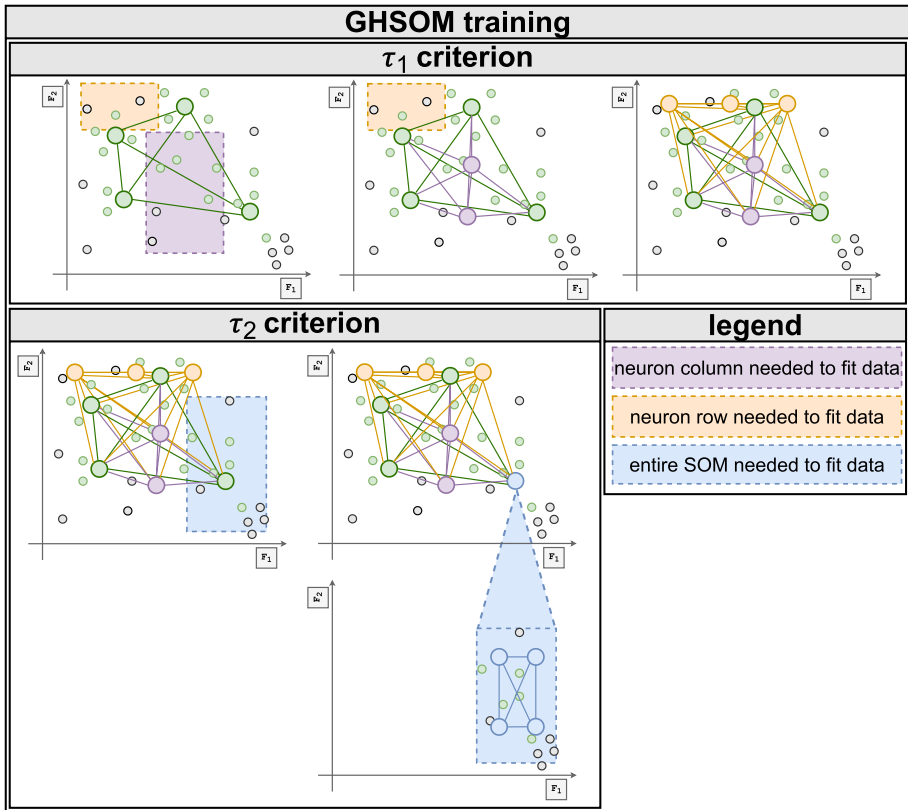 GHSOM training
τ1 criterion
F2
F1
F2
F1
F2
F1
τ2 criterion
F2
F1
F2
F1
F2
F1
legend
neuron column needed to fit data
neuron row needed to fit data
entire SOM needed to fit data